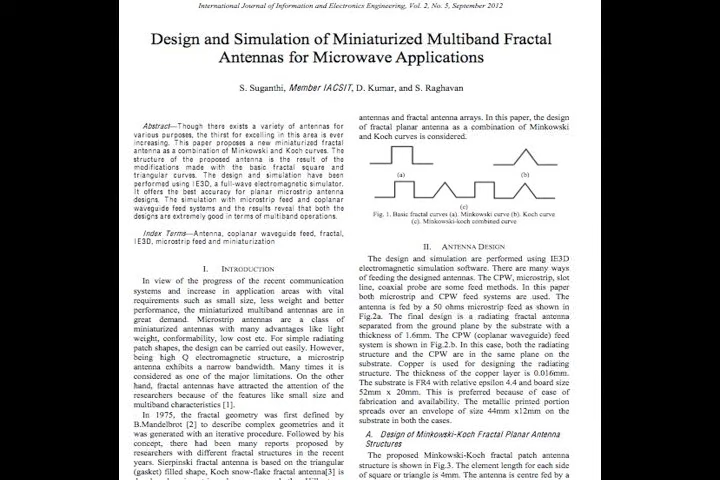 International Journal of Information and Electronics Engineering, Vol. 2, No. 5, September 2012
Design and Simulation of Miniaturized Multiband Fractal
Antennas for Microwave Applications
S. Suganthi, Member IACSIT, D. Kumar, and S. Raghavan
Abstract—Though there exists a variety of antennas for
various purposes, the thirst for excelling in this area is ever
increasing. This paper proposes a new miniaturized fractal
antenna as a combination of Minkowski and Koch curves. The
structure of the proposed antenna is the result of the
modifications made with the basic fractal square and
triangular curves. The design and simulation have been
performed using IE3D, a full-wave electromagnetic simulator.
It offers the best accuracy for planar microstrip antenna
designs. The simulation with microstrip feed and coplanar
waveguide feed systems and the results reveal that both the
designs are extremely good in terms of multiband operations.
Index Terms—Antenna, coplanar waveguide feed, fractal,
IE3D, microstrip feed and miniaturization
I. INTRODUCTION
In view of the progress of the recent communication
systems and increase in application areas with vital
requirements such as small size, less weight and better
performance, the miniaturized multiband antennas are in
great demand. Microstrip antennas are a class of
miniaturized antennas with many advantages like light
weight, conformability, low cost etc. For simple radiating
patch shapes, the design can be carried out easily. However,
being high Q electromagnetic structure, a microstrip
antenna exhibits a narrow bandwidth. Many times it is
considered as one of the major limitations. On the other
hand, fractal antennas have attracted the attention of the
researchers because of the features like small size and
multiband characteristics [1].
In 1975, the fractal geometry was first defined by
B.Mandelbrot [2] to describe complex geometries and it
was generated with an iterative procedure. Followed by his
concept, there had been many reports proposed by
researchers with different fractal structures in the recent
years. Sierpinski fractal antenna is based on the triangular
(gasket) filled shape, Koch snow-flake fractal antenna[3] is
antennas and fractal antenna arrays. In this paper, the design
of fractal planar antenna as a combination of Minkowski
and Koch curves is considered.
(a) (b)
(c)
Fig. 1. Basic fractal curves (a). Minkowski curve (b). Koch curve
(c). Minkowski-koch combined curve
II. ANTENNA DESIGN
The design and simulation are performed using IE3D
electromagnetic simulation software. There are many ways
of feeding the designed antennas. The CPW, microstrip, slot
line, coaxial probe are some feed methods. In this paper
both microstrip and CPW feed systems are used. The
antenna is fed by a 50 ohms microstrip feed as shown in
Fig.2a. The final design is a radiating fractal antenna
separated from the ground plane by the substrate with a
thickness of 1.6mm. The CPW (coplanar waveguide) feed
system is shown in Fig.2.b. In this case, both the radiating
structure and the CPW are in the same plane on the
substrate. Copper is used for designing the radiating
structure. The thickness of the copper layer is 0.016mm.
The substrate is FR4 with relative epsilon 4.4 and board size
52mm x 20mm. This is preferred because of ease of
fabrication and availability. The metallic printed portion
spreads over an envelope of size 44mm x12mm on the
substrate in both the cases.
A. Design of Minkowski-Koch Fractal Planar Antenna
Structures
The proposed Minkowski-Koch fractal patch antenna
structure is shown in Fig.3. The element length for each side
of square or triangle is 4mm. The antenna is centre fed by a